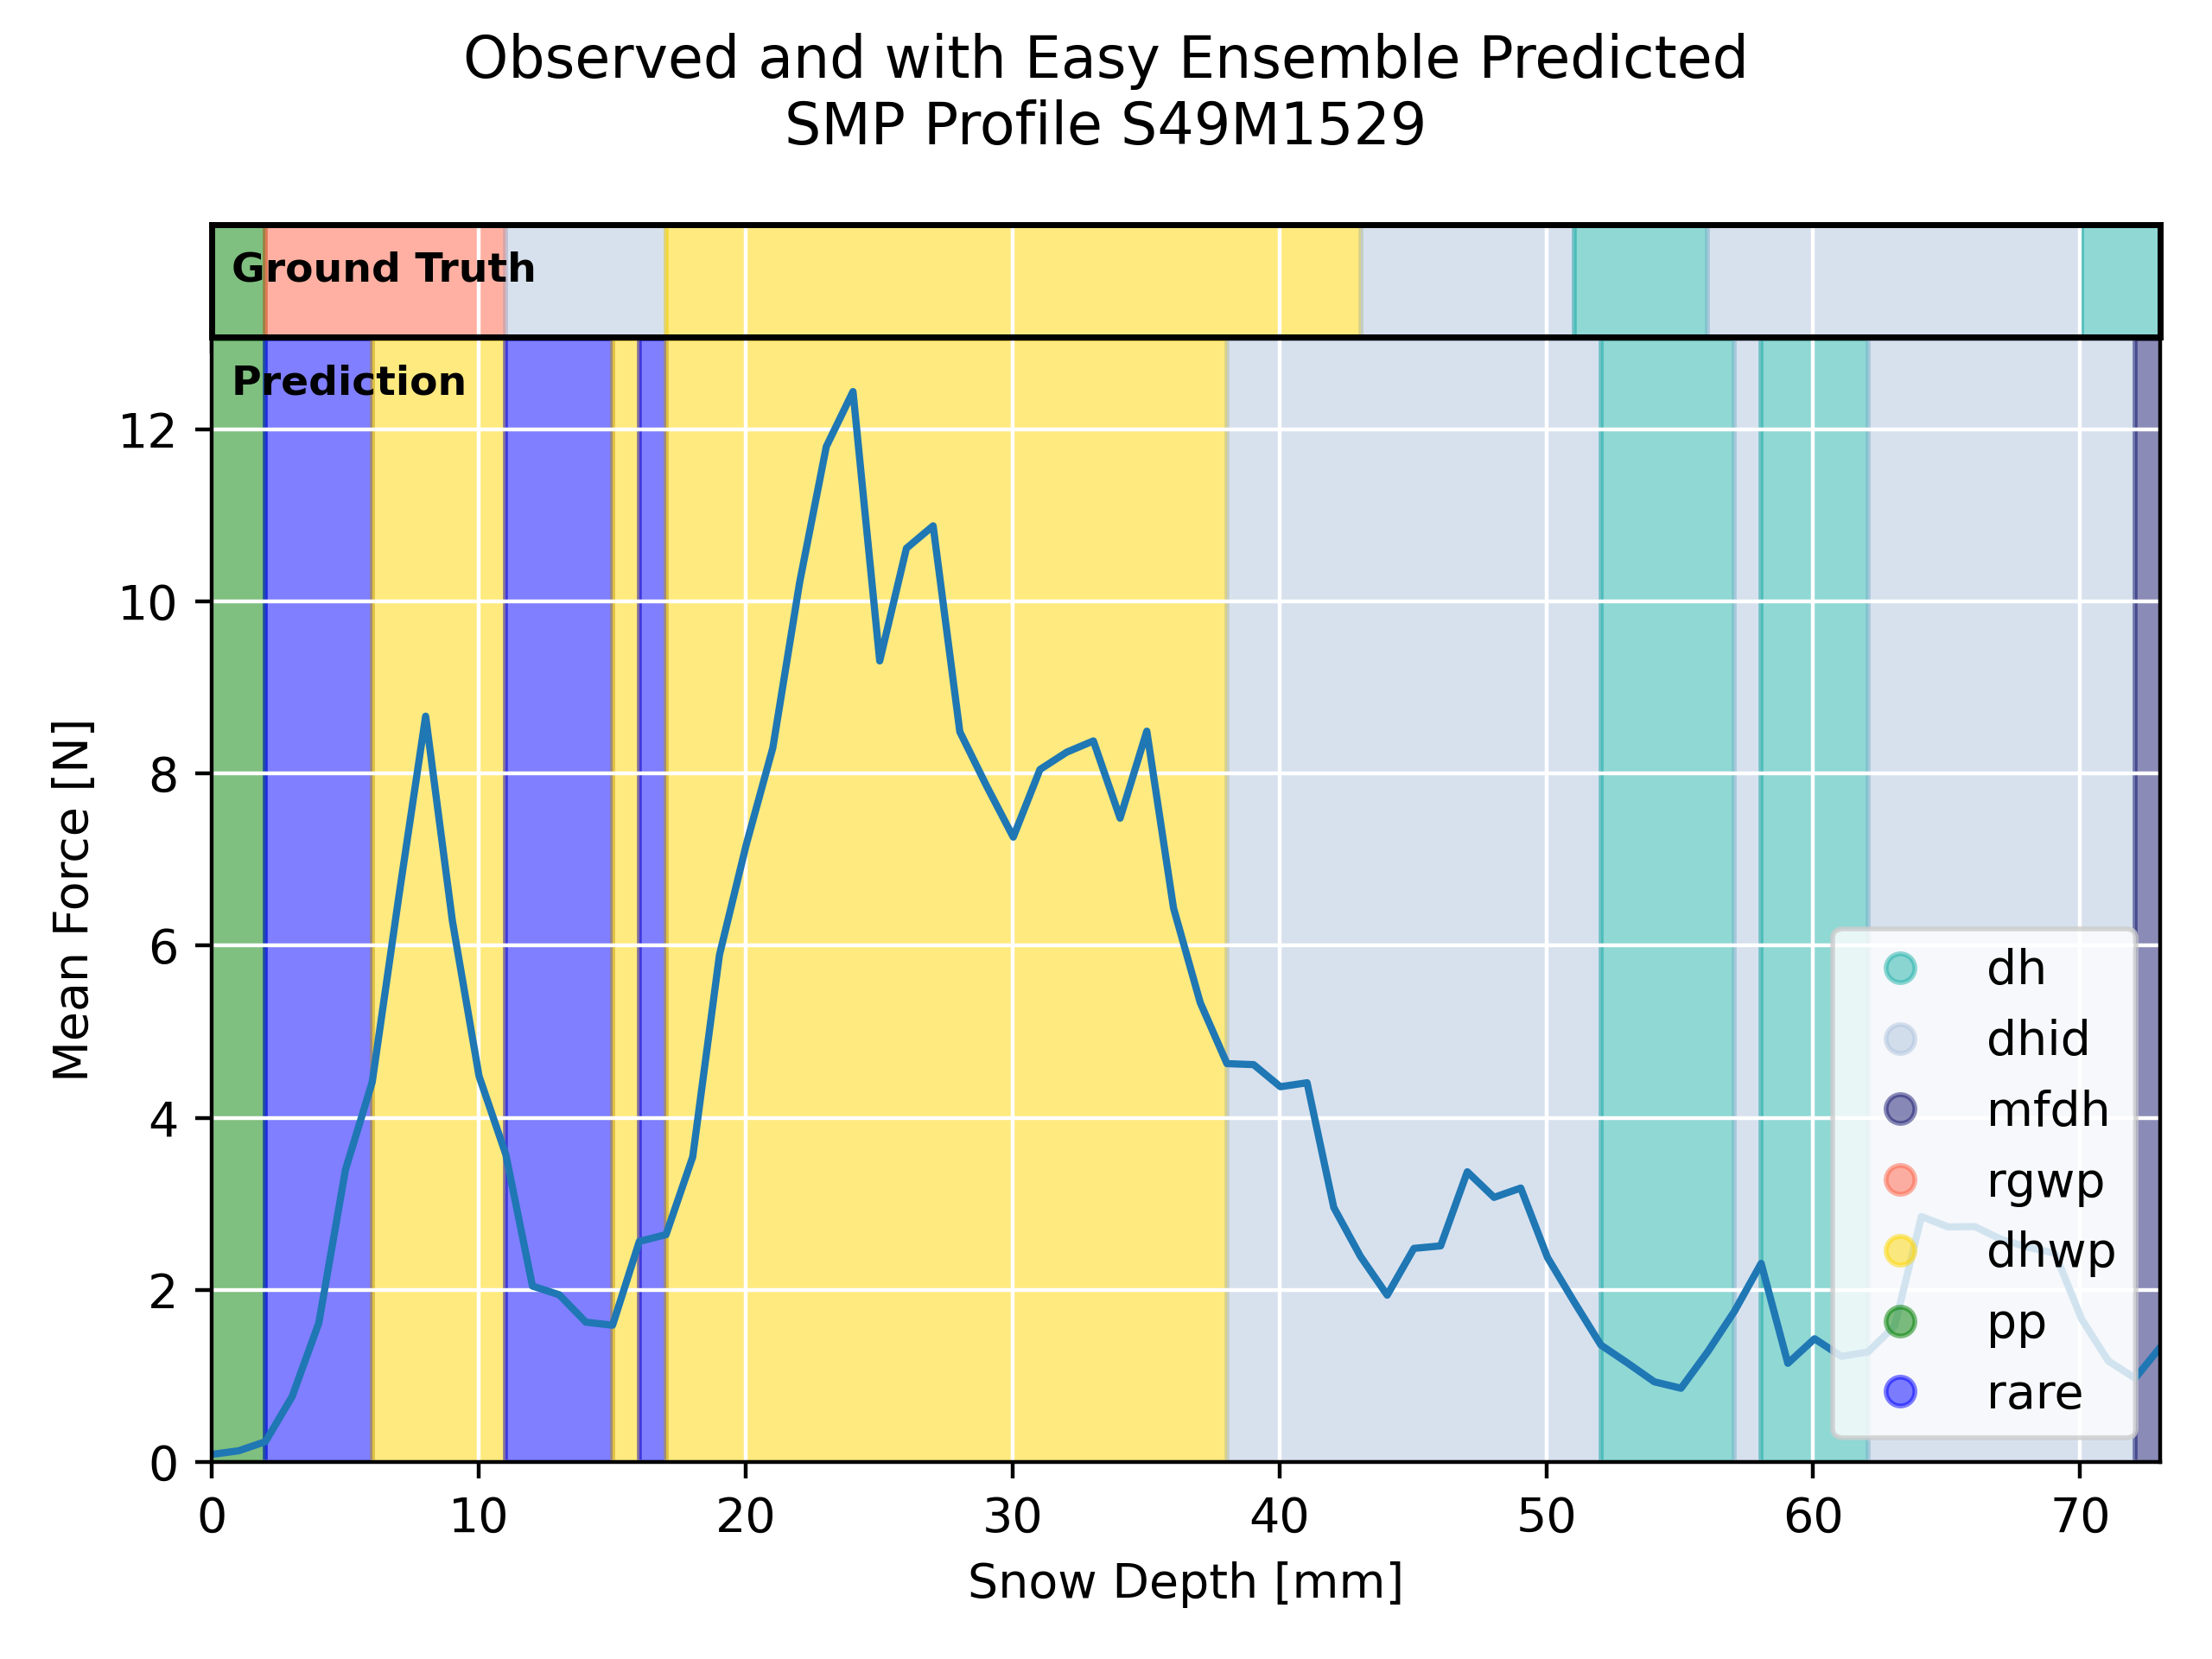 Observed and with Easy Ensemble Predicted
SMP Profile S49M1529
Ground Truth
Prediction
12
10
8
6
4
2
0
Mean Force [N]
dh
dhid
mfdh
rgwp
dhwp
pp
rare
0 10 20 30 40 50 60 70
Snow Depth [mm]